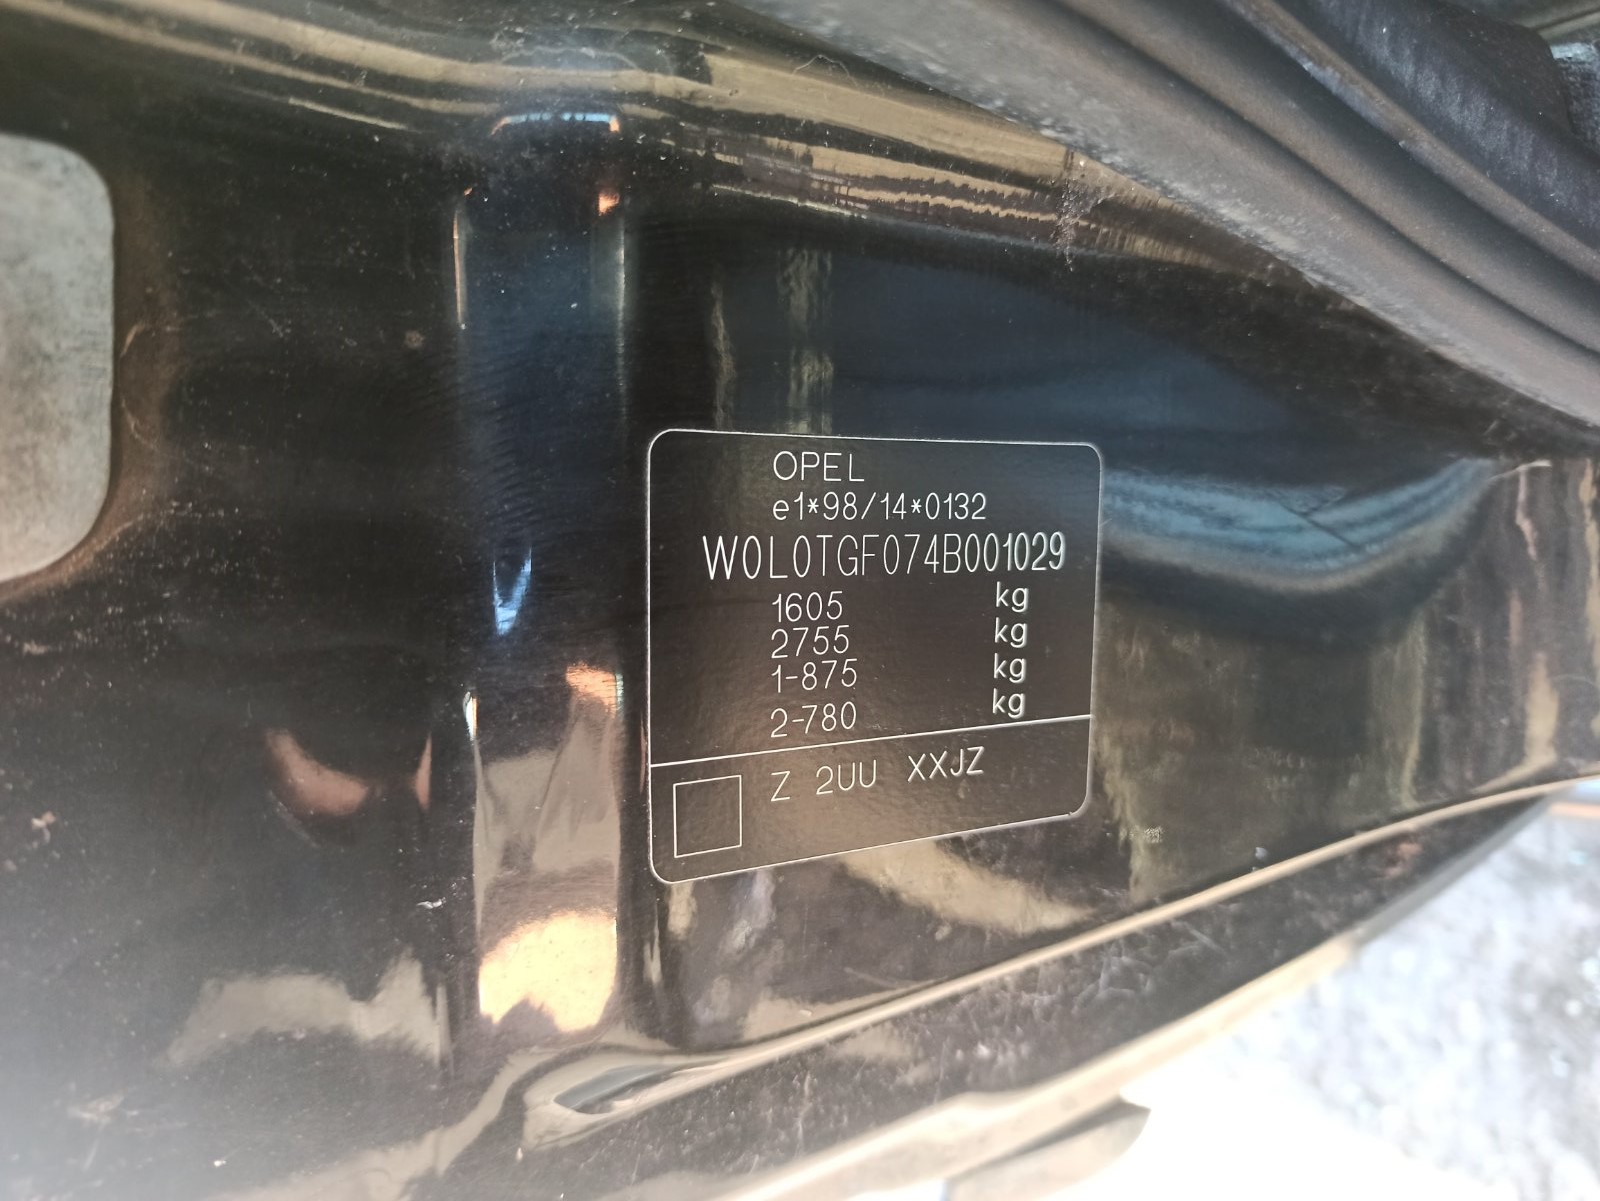 OPEL
e1*98/14*0132
W0L0TGF074B001029
1605 kg
2755 kg
1-875 kg
2-780 kg
Z 2UU XXJZ